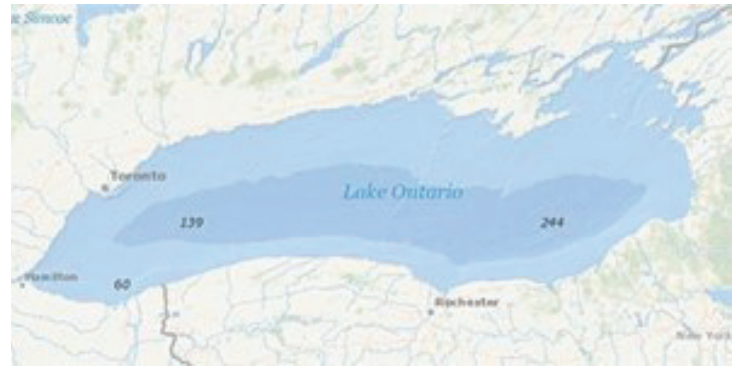 e Simcoe
Toronto
Lake Ontario
139
244
Hamilton
60
Rochester
New York